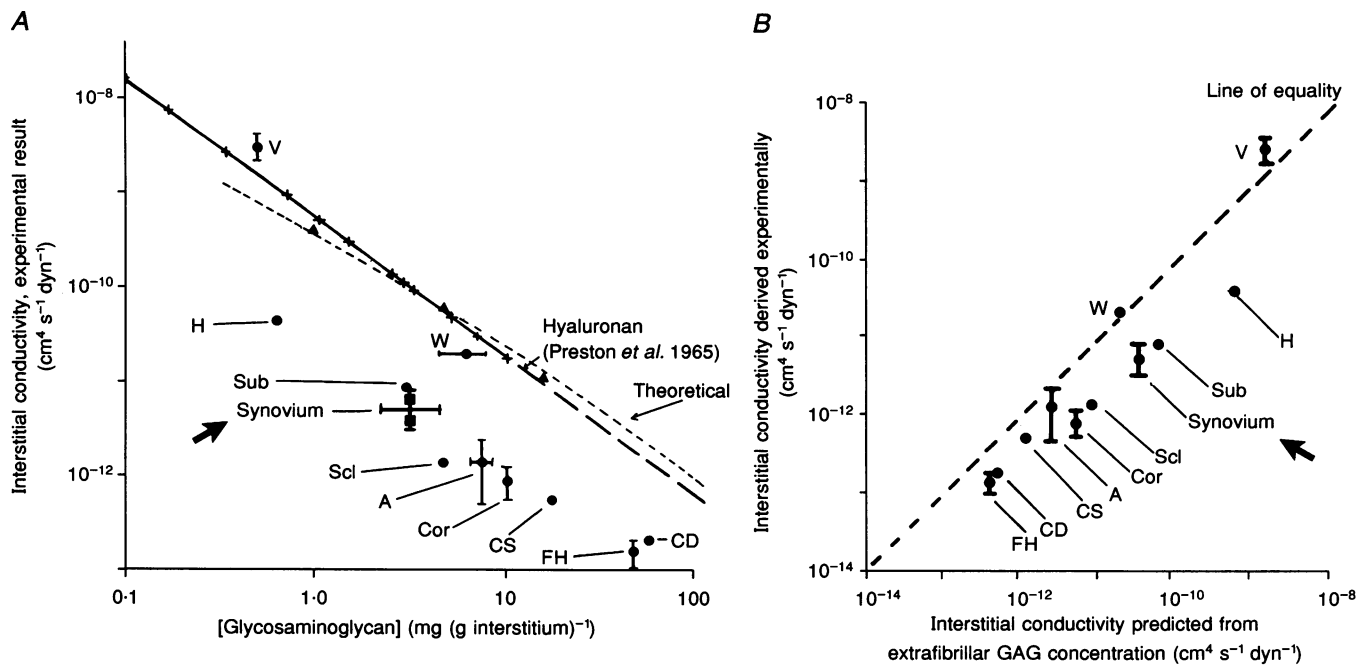 A
Interstitial conductivity, experimental result
(cm⁴ s⁻¹ dyn⁻¹)
10⁻⁸
10⁻¹⁰
10⁻¹²
10⁻¹⁴
V
H
W
Hyaluronan
(Preston et al. 1965)
Sub
Synovium
Theoretical
Scl
A
Cor
CS
FH
CD
0·1
1·0
10
100
[Glycosaminoglycan] (mg (g interstitium)⁻¹)
B
Interstitial conductivity derived experimentally
(cm⁴ s⁻¹ dyn⁻¹)
10⁻⁸
10⁻¹⁰
10⁻¹²
10⁻¹⁴
Line of equality
V
W
H
Sub
Synovium
Scl
Cor
A
CS
CD
FH
10⁻¹⁴
10⁻¹²
10⁻¹⁰
10⁻⁸
Interstitial conductivity predicted from
extrafibrillar GAG concentration (cm⁴ s⁻¹ dyn⁻¹)